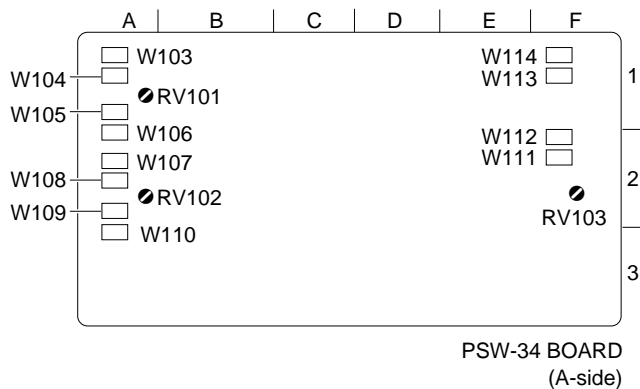 A B C D E F
W103 W114
W104 W113 1
RV101
W105
W106 W112
W107 W111
W108 2
RV102
W109 RV103
W110
3
PSW-34 BOARD
(A-side)